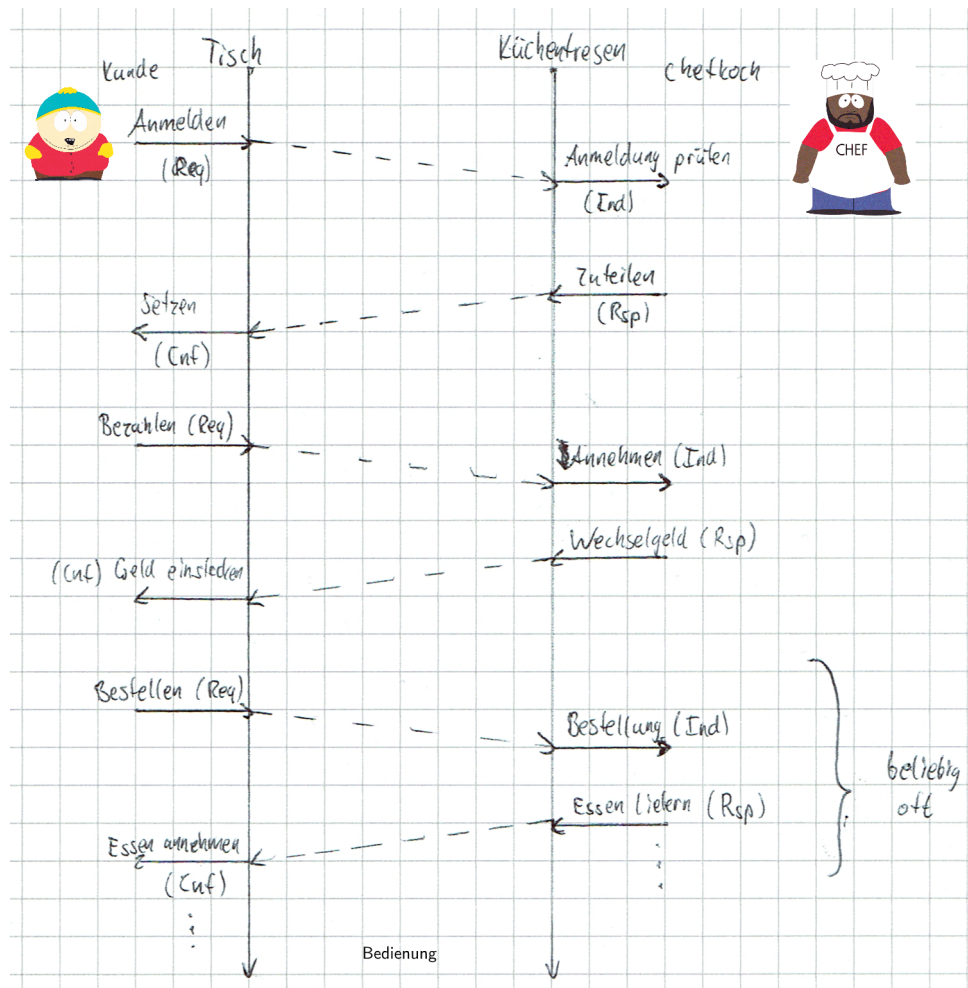 Tisch
Küchentresen
Kunde
Chefkoch
Anmelden
(Req)
CHEF
Anmeldung prüfen
(Ind)
Zuteilen
(Rsp)
Setzen
(Cnf)
Bezahlen (Req)
Annehmen (Ind)
Wechselgeld (Rsp)
(Cnf) Geld einstecken
Bestellen (Req)
Bestellung (Ind)
beliebig
oft
Essen liefern (Rsp)
Essen annehmen
(Cnf)
Bedienung